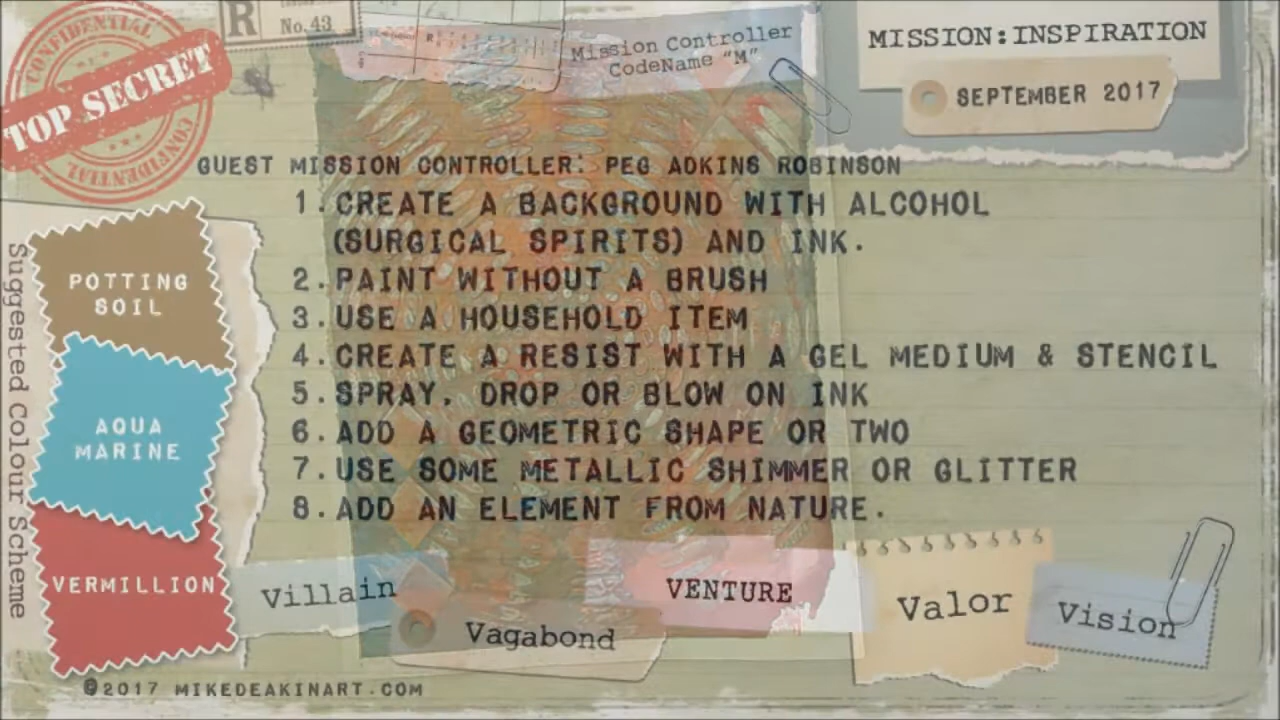 CONFIDENTIAL
TOP SECRET
CONFIDENTIAL
R
No.43
Mission Controller
CodeName "M"
MISSION:INSPIRATION
SEPTEMBER 2017
GUEST MISSION CONTROLLER: PEG ADKINS ROBINSON
1.CREATE A BACKGROUND WITH ALCOHOL
(SURGICAL SPIRITS) AND INK.
2.PAINT WITHOUT A BRUSH
3.USE A HOUSEHOLD ITEM
4.CREATE A RESIST WITH A GEL MEDIUM & STENCIL
5.SPRAY, DROP OR BLOW ON INK
6.ADD A GEOMETRIC SHAPE OR TWO
7.USE SOME METALLIC SHIMMER OR GLITTER
8.ADD AN ELEMENT FROM NATURE.
Suggested Colour Scheme
POTTING
SOIL
AQUA
MARINE
VERMILLION
Villain
Vagabond
VENTURE
Valor
Vision
©2017 MIKEDEAKINART.COM